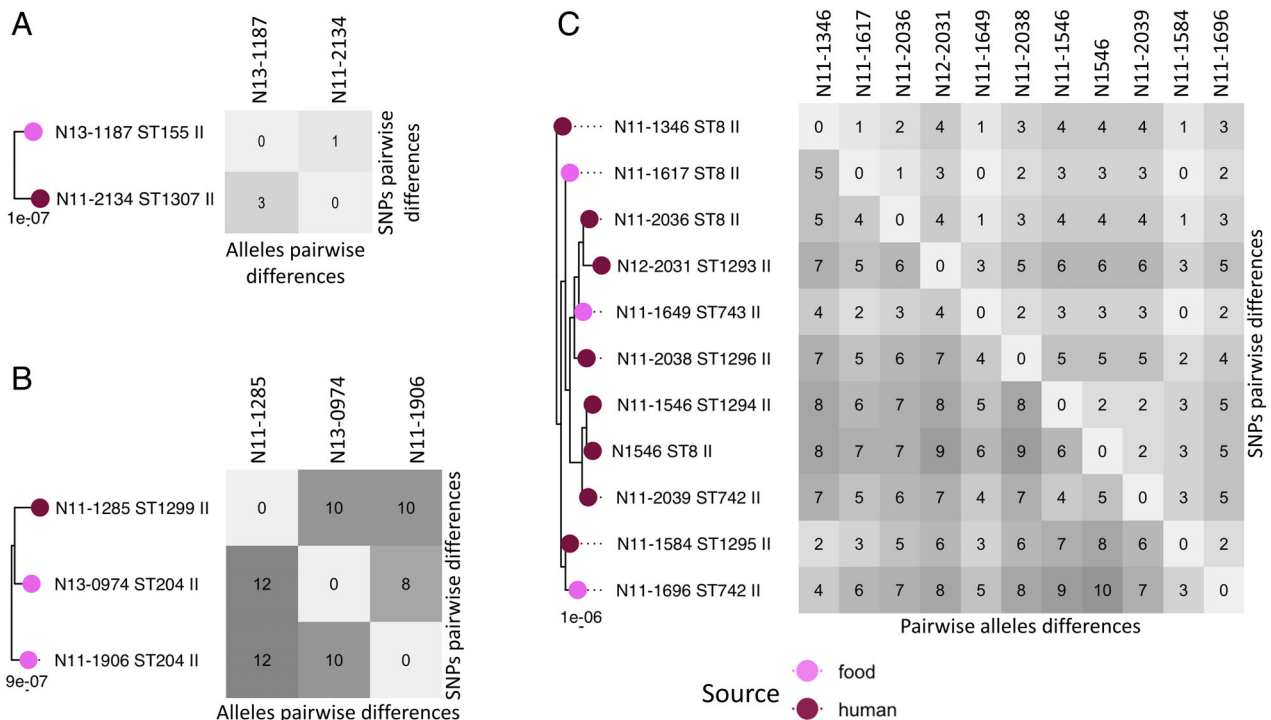 A
N13-1187
N11-2134
N13-1187 ST155 II
0 1
N11-2134 ST1307 II
3 0
1e-07
SNPs pairwise
differences
Alleles pairwise
differences
B
N11-1285
N13-0974
N11-1906
N11-1285 ST1299 II
0 10 10
N13-0974 ST204 II
12 0 8
N11-1906 ST204 II
12 10 0
9e-07
SNPs pairwise differences
Alleles pairwise differences
C
N11-1346
N11-1617
N11-2036
N12-2031
N11-1649
N11-2038
N11-1546
N1546
N11-2039
N11-1584
N11-1696
N11-1346 ST8 II
0 1 2 4 1 3 4 4 4 1 3
N11-1617 ST8 II
5 0 1 3 0 2 3 3 3 0 2
N11-2036 ST8 II
5 4 0 4 1 3 4 4 4 1 3
N12-2031 ST1293 II
7 5 6 0 3 5 6 6 6 3 5
N11-1649 ST743 II
4 2 3 4 0 2 3 3 3 0 2
N11-2038 ST1296 II
7 5 6 7 4 0 5 5 5 2 4
N11-1546 ST1294 II
8 6 7 8 5 8 0 2 2 3 5
N1546 ST8 II
8 7 7 9 6 9 6 0 2 3 5
N11-2039 ST742 II
7 5 6 7 4 7 4 5 0 3 5
N11-1584 ST1295 II
2 3 5 6 3 6 7 8 6 0 2
N11-1696 ST742 II
4 6 7 8 5 8 9 10 7 3 0
1e-06
SNPs pairwise differences
Pairwise alleles differences
Source
food
human